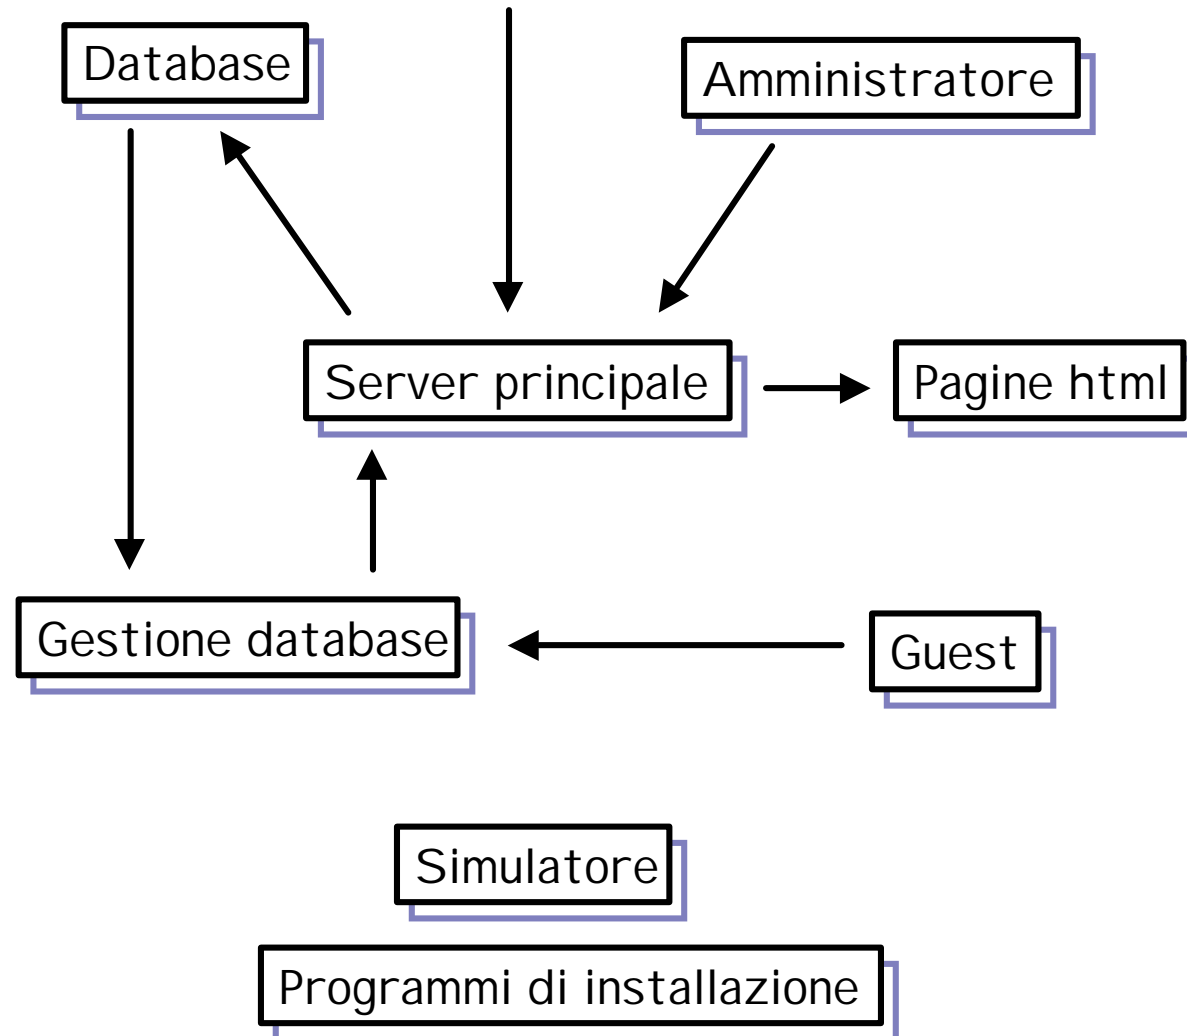 Database
Amministratore
Server principale
Pagine html
Gestione database
Guest
Simulatore
Programmi di installazione